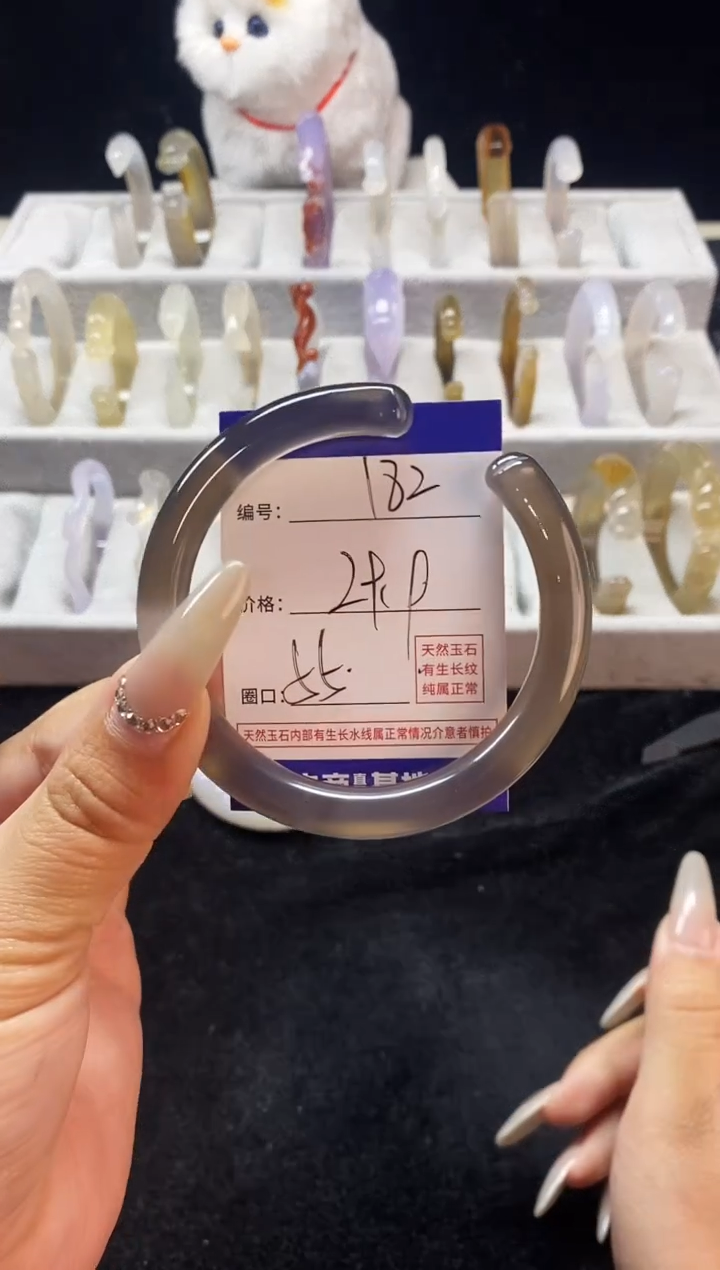 编号： 182
价格：
圈口： 55.
天然玉石
有生长纹
纯属正常
天然玉石内部有生长水线属正常情况介意者慎拍